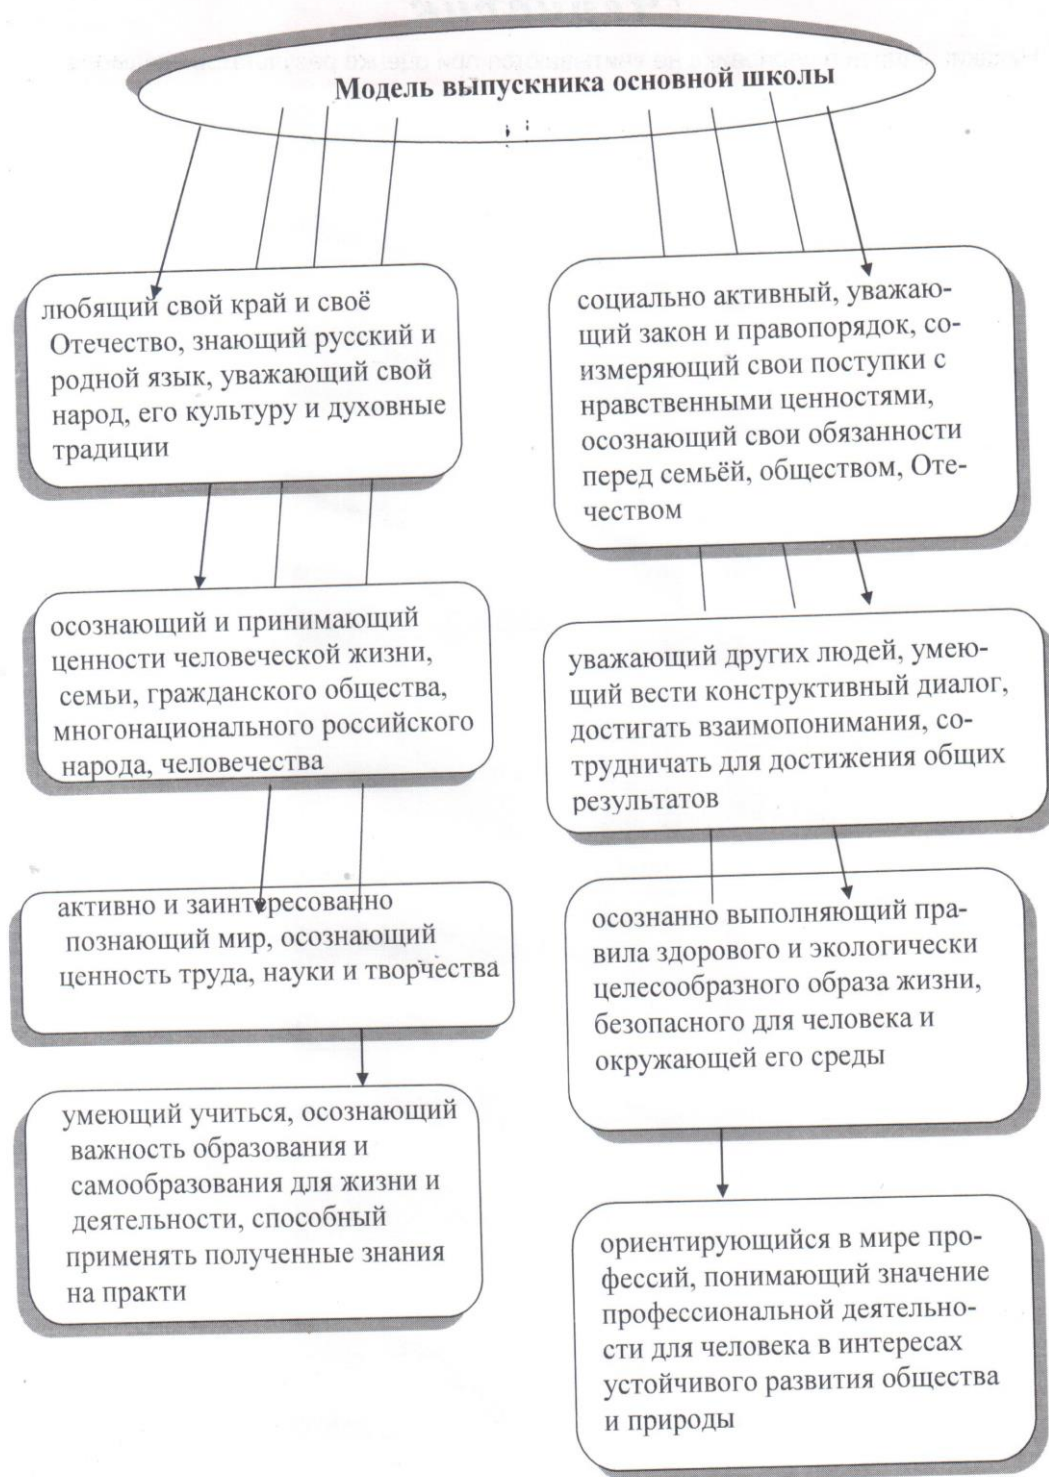 Модель выпускника основной школы
любящий свой край и своё
Отечество, знающий русский и
родной язык, уважающий свой
народ, его культуру и духовные
традиции
осознающий и принимающий
ценности человеческой жизни,
семьи, гражданского общества,
многонационального российского
народа, человечества
активно и заинтересованно
познающий мир, осознающий
ценность труда, науки и творчества
умеющий учиться, осознающий
важность образования и
самообразования для жизни и
деятельности, способный
применять полученные знания
на практи
социально активный, уважаю-
щий закон и правопорядок, со-
измеряющий свои поступки с
нравственными ценностями,
осознающий свои обязанности
перед семьёй, обществом, Оте-
чеством
уважающий других людей, умею-
щий вести конструктивный диалог,
достигать взаимопонимания, со-
трудничать для достижения общих
результатов
осознанно выполняющий пра-
вила здорового и экологически
целесообразного образа жизни,
безопасного для человека и
окружающей его среды
ориентирующийся в мире про-
фессий, понимающий значение
профессиональной деятельно-
сти для человека в интересах
устойчивого развития общества
и природы